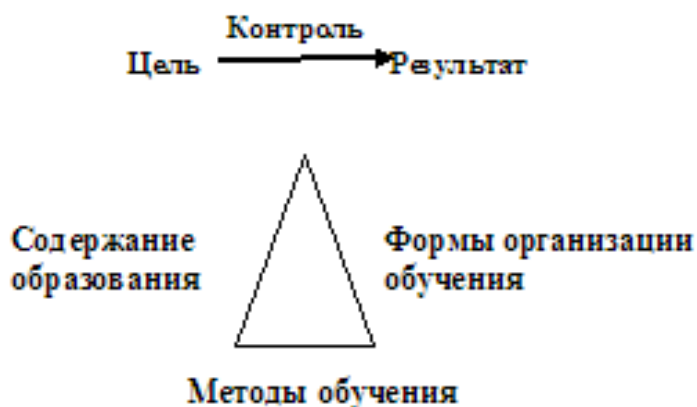 Контроль
Цель Результат
Содержание Формы организации
образования обучения
Методы обучения